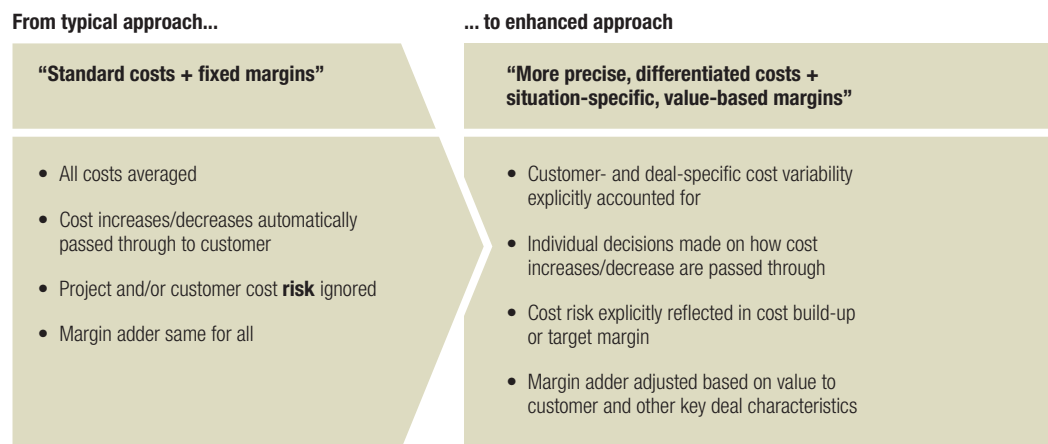 From typical approach...
“Standard costs + fixed margins”
• All costs averaged
• Cost increases/decreases automatically
passed through to customer
• Project and/or customer cost risk ignored
• Margin adder same for all
... to enhanced approach
“More precise, differentiated costs +
situation-specific, value-based margins”
• Customer- and deal-specific cost variability
explicitly accounted for
• Individual decisions made on how cost
increases/decrease are passed through
• Cost risk explicitly reflected in cost build-up
or target margin
• Margin adder adjusted based on value to
customer and other key deal characteristics